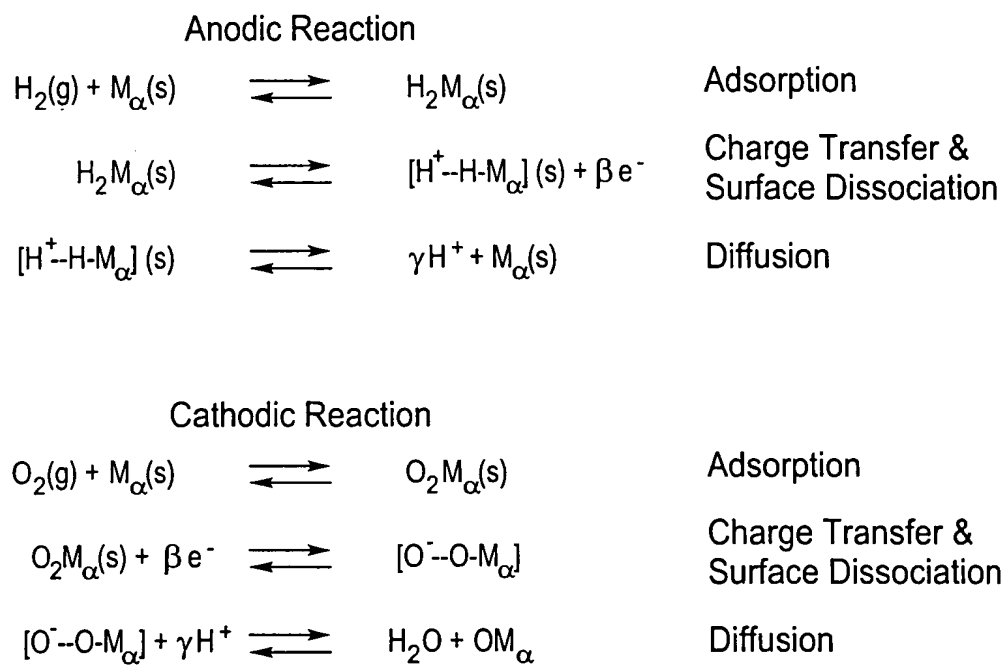 Anodic Reaction
H₂(g) + Mα(s) ⇌ H₂Mα(s) Adsorption
H₂Mα(s) ⇌ [H⁺--H-Mα] (s) + β e⁻ Charge Transfer &
Surface Dissociation
[H⁺--H-Mα] (s) ⇌ γH⁺ + Mα(s) Diffusion
Cathodic Reaction
O₂(g) + Mα(s) ⇌ O₂Mα(s) Adsorption
O₂Mα(s) + β e⁻ ⇌ [O⁻--O-Mα] Charge Transfer &
Surface Dissociation
[O⁻--O-Mα] + γH⁺ ⇌ H₂O + OMα Diffusion